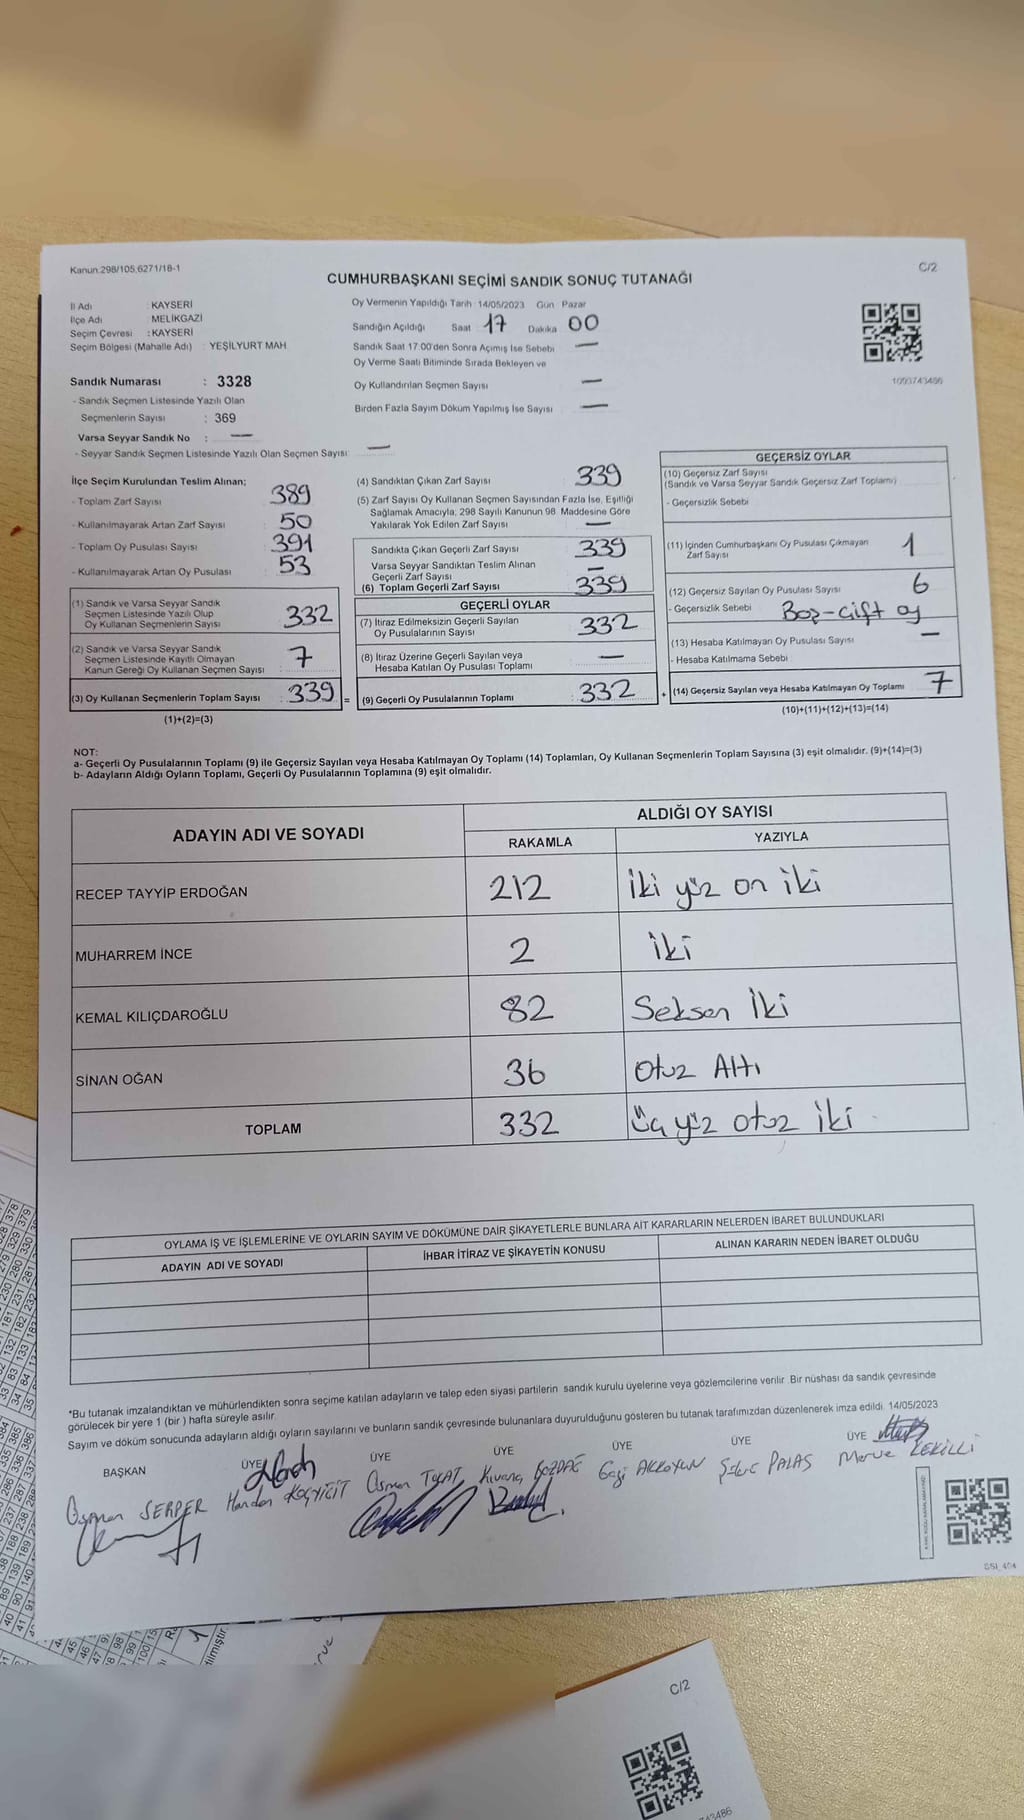 Kanun:298/105,6271/16-1
C/2
CUMHURBAŞKANI SEÇİMİ SANDIK SONUÇ TUTANAĞI
İl Adı : KAYSERİ
İlçe Adı : MELİKGAZİ
Seçim Çevresi : KAYSERİ
Seçim Bölgesi (Mahalle Adı) : YEŞİLYURT MAH.
Sandık Numarası : 3328
- Sandık Seçmen Listesinde Yazılı Olan
Seçmenlerin Sayısı : 369
Varsa Seyyar Sandık No : —
- Seyyar Sandık Seçmen Listesinde Yazılı Olan Seçmen Sayısı: —
Oy Vermenin Yapıldığı Tarih : 14/05/2023 Gün : Pazar
Sandığın Açıldığı Saat 17 Dakika 00
Sandık Saat 17:00'den Sonra Açımış İse Sebebi —
Oy Verme Saati Bitiminde Sırada Bekleyen ve
Oy Kullandırılan Seçmen Sayısı —
Birden Fazla Sayım Döküm Yapılmış İse Sayısı —
1093743486
İlçe Seçim Kurulundan Teslim Alınan;
- Toplam Zarf Sayısı : 389
- Kullanılmayarak Artan Zarf Sayısı : 50
- Toplam Oy Pusulası Sayısı : 391
- Kullanılmayarak Artan Oy Pusulası : 53
(1) Sandık ve Varsa Seyyar Sandık
Seçmen Listesinde Yazılı Olup
Oy Kullanan Seçmenlerin Sayısı : 332
(2) Sandık ve Varsa Seyyar Sandık
Seçmen Listesinde Kayıtlı Olmayan
Kanun Gereği Oy Kullanan Seçmen Sayısı : 7
(3) Oy Kullanan Seçmenlerin Toplam Sayısı : 339 =
(1)+(2)=(3)
(4) Sandıktan Çıkan Zarf Sayısı : 339
(5) Zarf Sayısı Oy Kullanan Seçmen Sayısından Fazla İse, Eşitliği
Sağlamak Amacıyla; 298 Sayılı Kanunun 98. Maddesine Göre
Yakılarak Yok Edilen Zarf Sayısı : —
Sandıkta Çıkan Geçerli Zarf Sayısı : 339
Varsa Seyyar Sandıktan Teslim Alınan
Geçerli Zarf Sayısı : —
(6) Toplam Geçerli Zarf Sayısı : 339
GEÇERLİ OYLAR
(7) İtiraz Edilmeksizin Geçerli Sayılan
Oy Pusulalarının Sayısı : 332
(8) İtiraz Üzerine Geçerli Sayılan veya
Hesaba Katılan Oy Pusulası Toplamı : —
(9) Geçerli Oy Pusulalarının Toplamı : 332 +
GEÇERSİZ OYLAR
(10) Geçersiz Zarf Sayısı
(Sandık ve Varsa Seyyar Sandık Geçersiz Zarf Toplamı)
- Geçersizlik Sebebi
(11) İçinden Cumhurbaşkanı Oy Pusulası Çıkmayan
Zarf Sayısı : 1
(12) Geçersiz Sayılan Oy Pusulası Sayısı : 6
- Geçersizlik Sebebi Boş-Çift oy
(13) Hesaba Katılmayan Oy Pusulası Sayısı : —
- Hesaba Katılmama Sebebi :
(14) Geçersiz Sayılan veya Hesaba Katılmayan Oy Toplamı : 7
(10)+(11)+(12)+(13)=(14)
NOT:
a- Geçerli Oy Pusulalarının Toplamı (9) ile Geçersiz Sayılan veya Hesaba Katılmayan Oy Toplamı (14) Toplamları, Oy Kullanan Seçmenlerin Toplam Sayısına (3) eşit olmalıdır. (9)+(14)=(3)
b- Adayların Aldığı Oyların Toplamı, Geçerli Oy Pusulalarının Toplamına (9) eşit olmalıdır.
ADAYIN ADI VE SOYADI ALDIĞI OY SAYISI
RAKAMLA YAZIYLA
RECEP TAYYİP ERDOĞAN 212 İki yüz on iki
MUHARREM İNCE 2 iki
KEMAL KILIÇDAROĞLU 82 Seksen İki
SİNAN OĞAN 36 Otuz Altı
TOPLAM 332 Üç yüz otuz iki
OYLAMA İŞ VE İŞLEMLERİNE VE OYLARIN SAYIM VE DÖKÜMÜNE DAİR ŞİKAYETLERLE BUNLARA AİT KARARLARIN NELERDEN İBARET BULUNDUKLARI
ADAYIN ADI VE SOYADI İHBAR İTİRAZ VE ŞİKAYETİN KONUSU ALINAN KARARIN NEDEN İBARET OLDUĞU
*Bu tutanak imzalandıktan ve mühürlendikten sonra seçime katılan adayların ve talep eden siyasi partilerin sandık kurulu üyelerine veya gözlemcilerine verilir. Bir nüshası da sandık çevresinde
görülecek bir yere 1 (bir ) hafta süreyle asılır.
Sayım ve döküm sonucunda adayların aldığı oyların sayılarını ve bunların sandık çevresinde bulunanlara duyurulduğunu gösteren bu tutanak tarafımızdan düzenlenerek imza edildi. 14/05/2023
BAŞKAN ÜYE ÜYE ÜYE ÜYE ÜYE ÜYE
Osman SERPER Handan KOÇYİĞİT Osman TOKAT Kıvanç BOZDAĞ Gazi AKKOYUN PALAS Merve KEKİLLİ
SSI_404
C/2